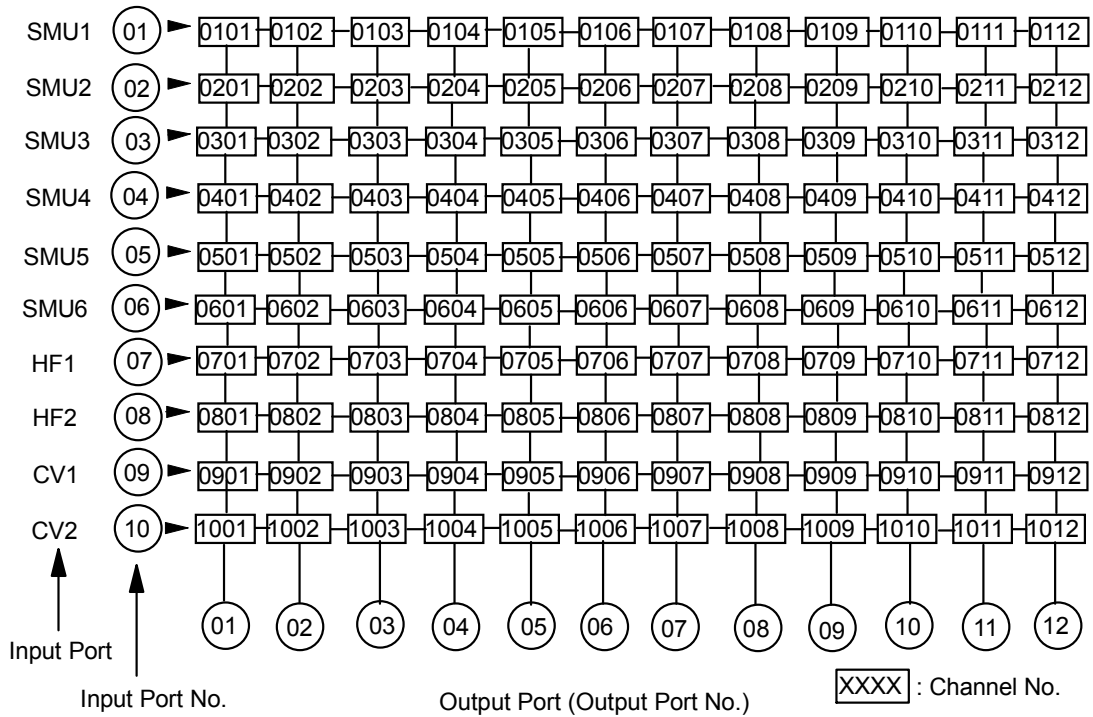 SMU1 01 0101 0102 0103 0104 0105 0106 0107 0108 0109 0110 0111 0112
SMU2 02 0201 0202 0203 0204 0205 0206 0207 0208 0209 0210 0211 0212
SMU3 03 0301 0302 0303 0304 0305 0306 0307 0308 0309 0310 0311 0312
SMU4 04 0401 0402 0403 0404 0405 0406 0407 0408 0409 0410 0411 0412
SMU5 05 0501 0502 0503 0504 0505 0506 0507 0508 0509 0510 0511 0512
SMU6 06 0601 0602 0603 0604 0605 0606 0607 0608 0609 0610 0611 0612
HF1 07 0701 0702 0703 0704 0705 0706 0707 0708 0709 0710 0711 0712
HF2 08 0801 0802 0803 0804 0805 0806 0807 0808 0809 0810 0811 0812
CV1 09 0901 0902 0903 0904 0905 0906 0907 0908 0909 0910 0911 0912
CV2 10 1001 1002 1003 1004 1005 1006 1007 1008 1009 1010 1011 1012
01 02 03 04 05 06 07 08 09 10 11 12
Input Port
Input Port No.
Output Port (Output Port No.)
XXXX : Channel No.